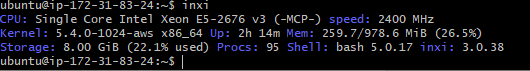 ubuntu@ip-172-31-83-24:~$ inxi
CPU: Single Core Intel Xeon E5-2676 v3 (-MCP-) speed: 2400 MHz
Kernel: 5.4.0-1024-aws x86_64 Up: 2h 14m Mem: 259.7/978.6 MiB (26.5%)
Storage: 8.00 GiB (22.1% used) Procs: 95 Shell: bash 5.0.17 inxi: 3.0.38
ubuntu@ip-172-31-83-24:~$